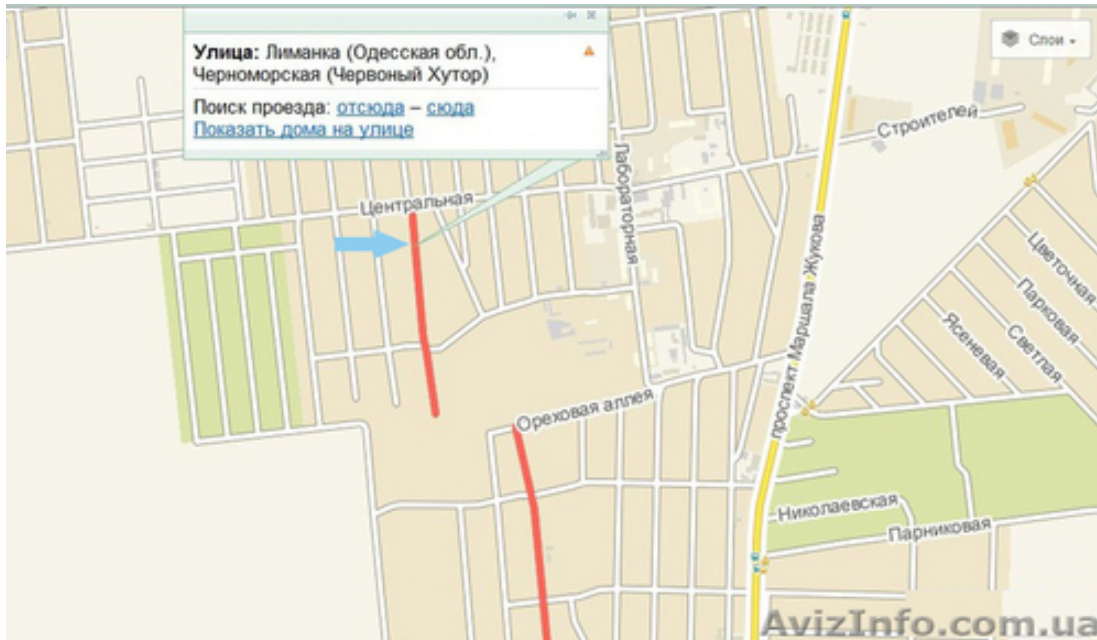 Улица: Лиманка (Одесская обл.),
Черноморская (Червоный Хутор)
Поиск проезда: отсюда – сюда
Показать дома на улице
Слои
Строителей
Лабораторная
Центральная
проспект Маршала Жукова
Цветочная
Парковая
Светлая
Ясеневая
Ореховая аллея
Николаевская
Парниковая
AvizInfo.com.ua